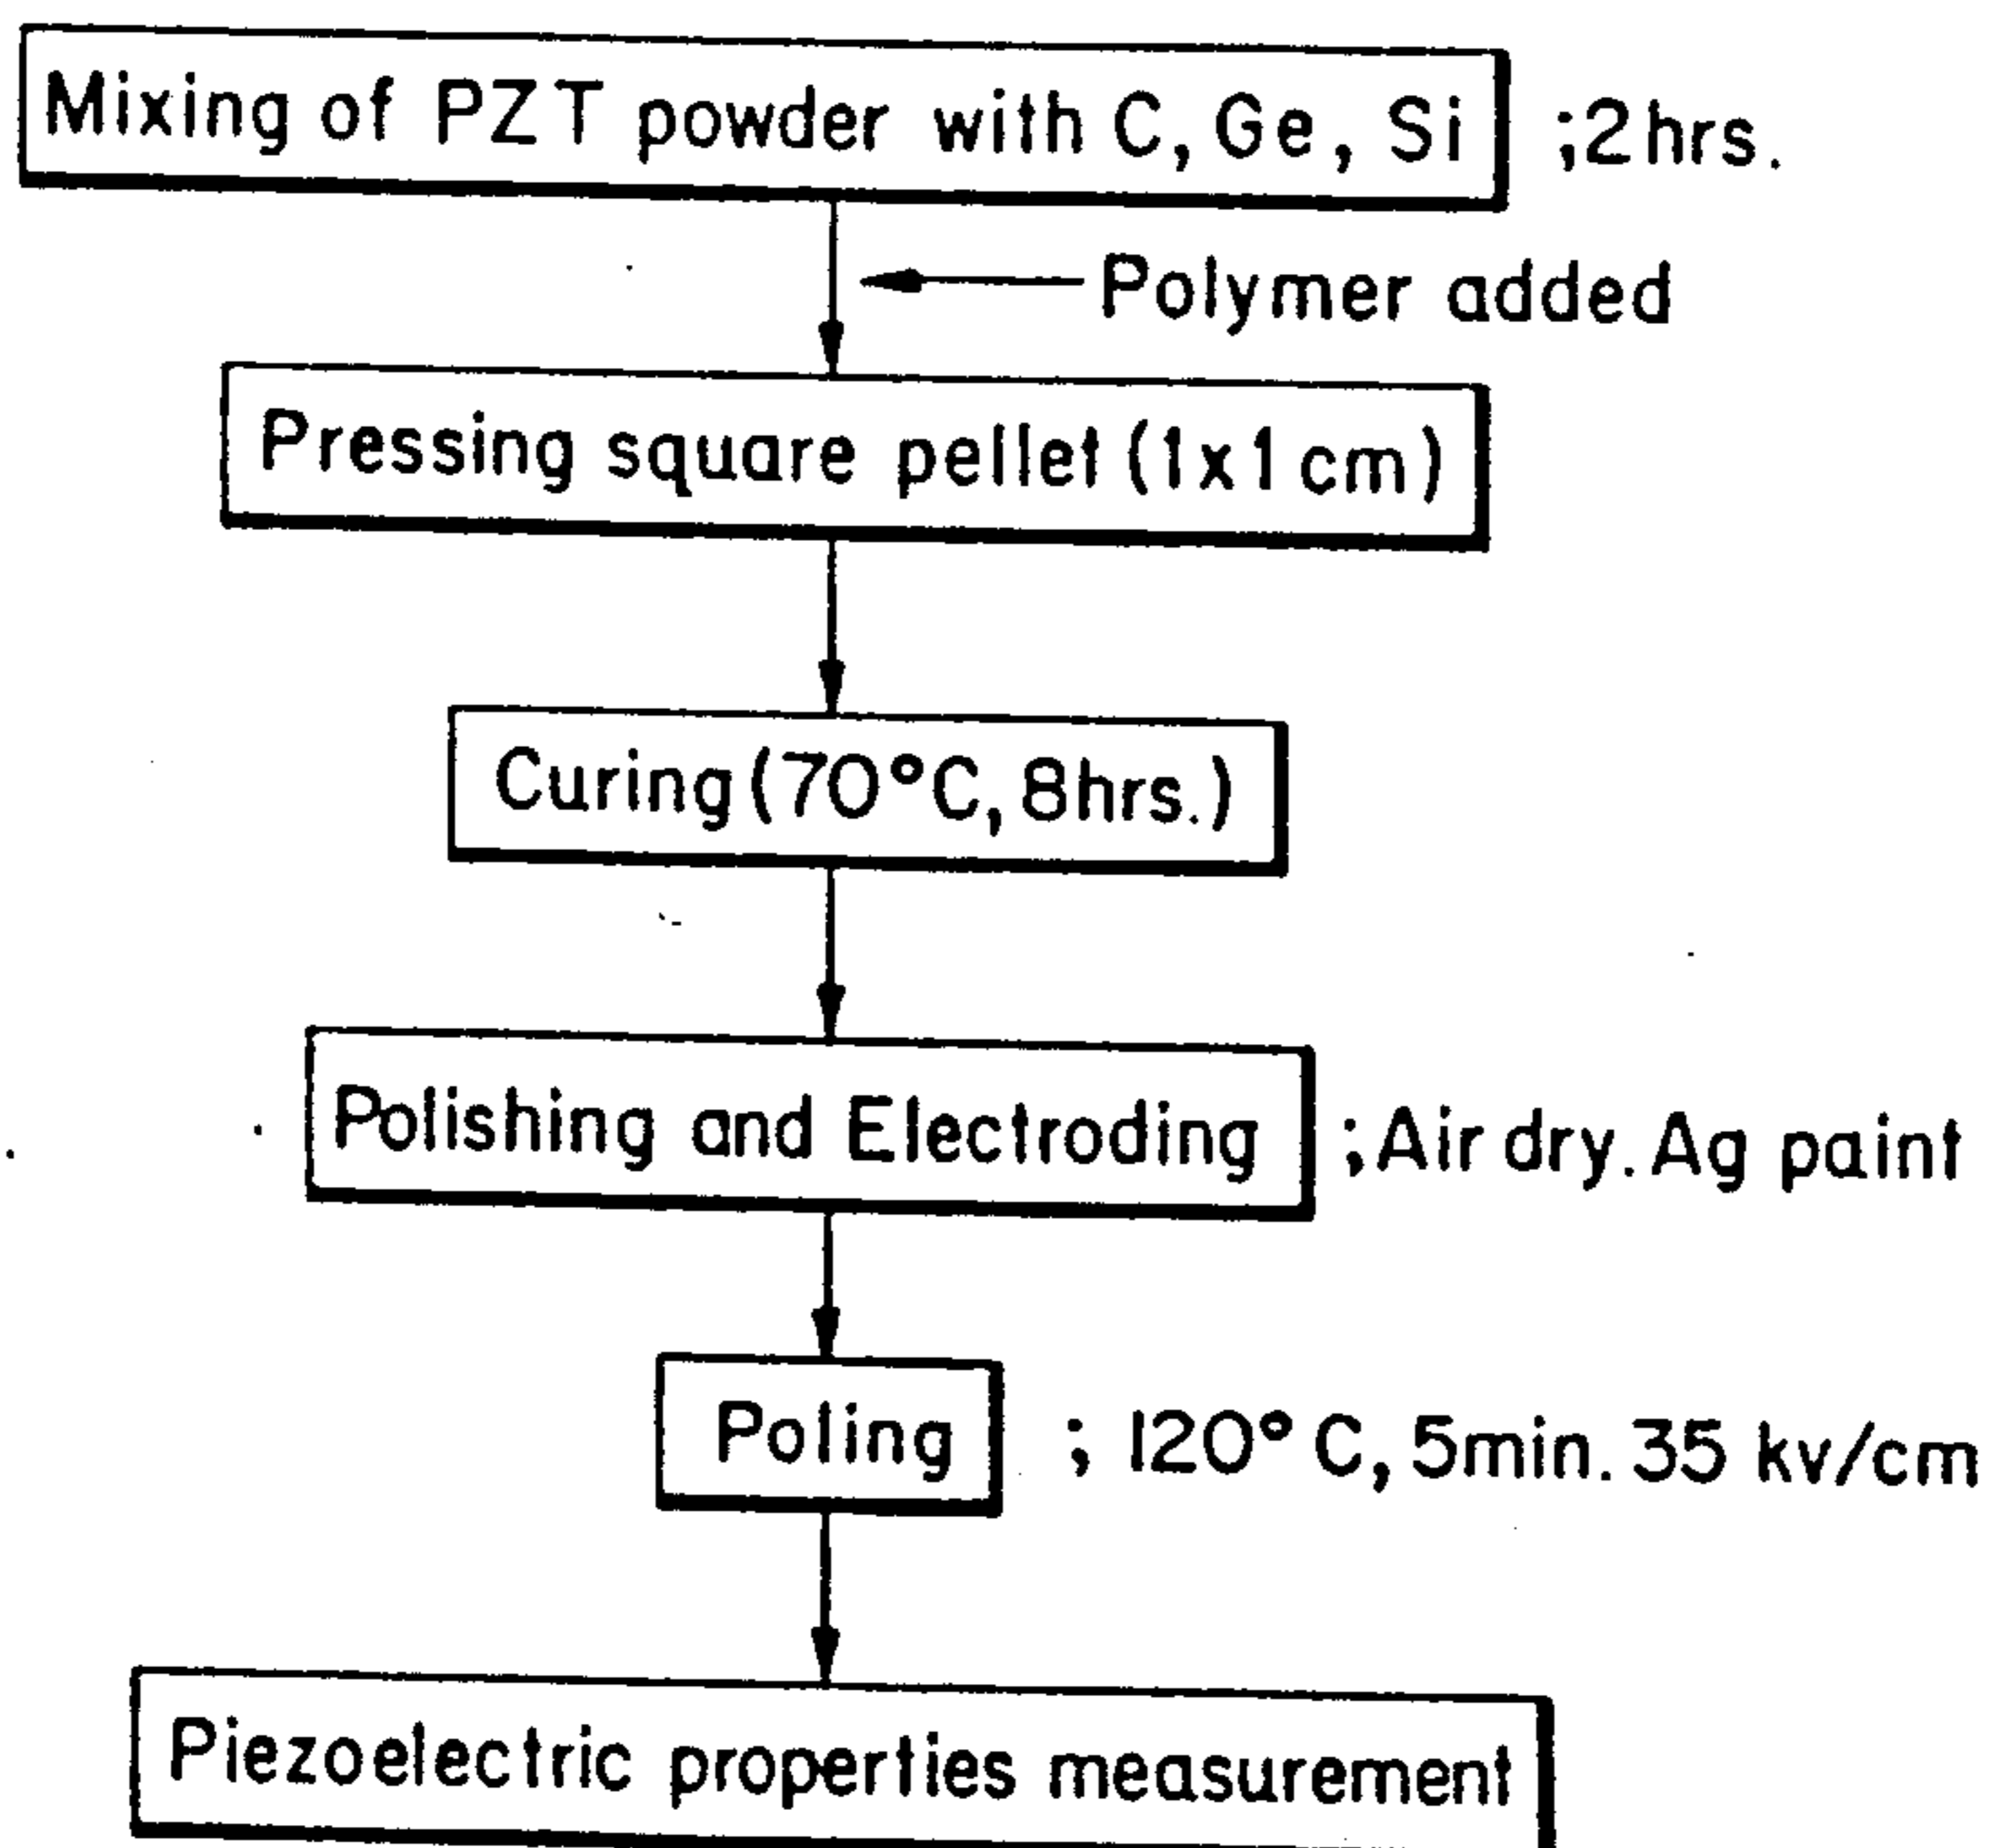 Mixing of PZT powder with C, Ge, Si ;2hrs.
Polymer added
Pressing square pellet (1x1 cm)
Curing (70°C, 8hrs.)
Polishing and Electroding ;Air dry. Ag paint
Poling ; 120° C, 5min. 35 kv/cm
Piezoelectric properties measurement